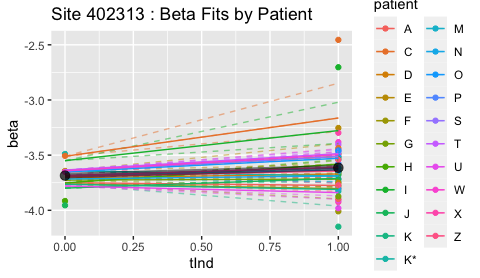 Site 402313 : Beta Fits by Patient
beta
-2.5
-3.0
-3.5
-4.0
0.00 0.25 0.50 0.75 1.00
tInd
patient
A M
C N
D O
E P
F S
G T
H U
I W
J X
K Z
K*